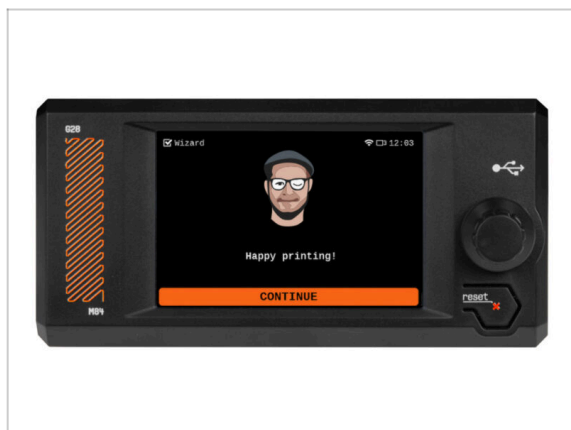 G28
Wizard
12:03
Happy printing!
CONTINUE
reset
M84